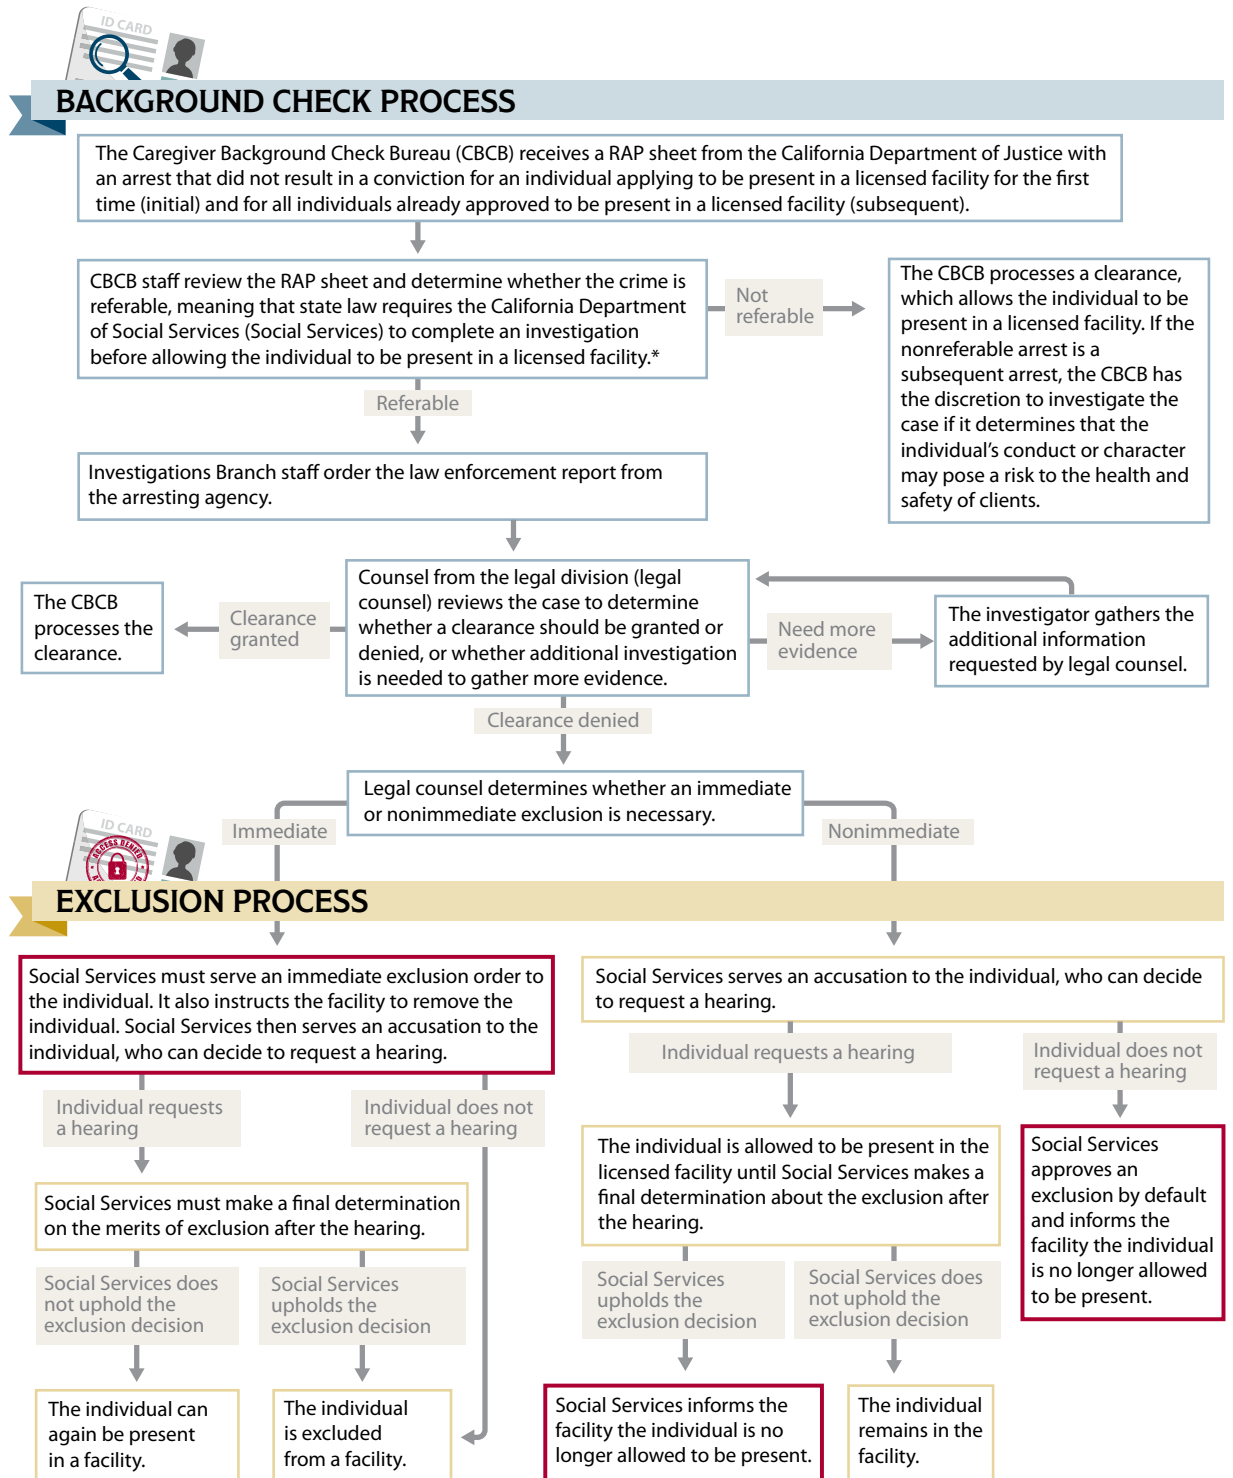 ID CARD
BACKGROUND CHECK PROCESS
The Caregiver Background Check Bureau (CBCB) receives a RAP sheet from the California Department of Justice with
an arrest that did not result in a conviction for an individual applying to be present in a licensed facility for the first
time (initial) and for all individuals already approved to be present in a licensed facility (subsequent).
CBCB staff review the RAP sheet and determine whether the crime is
referable, meaning that state law requires the California Department
of Social Services (Social Services) to complete an investigation
before allowing the individual to be present in a licensed facility.*
Not
referable
The CBCB processes a clearance,
which allows the individual to be
present in a licensed facility. If the
nonreferable arrest is a
subsequent arrest, the CBCB has
the discretion to investigate the
case if it determines that the
individual's conduct or character
may pose a risk to the health and
safety of clients.
Referable
Investigations Branch staff order the law enforcement report from
the arresting agency.
The CBCB
processes the
clearance.
Clearance
granted
Counsel from the legal division (legal
counsel) reviews the case to determine
whether a clearance should be granted or
denied, or whether additional investigation
is needed to gather more evidence.
Need more
evidence
The investigator gathers the
additional information
requested by legal counsel.
Clearance denied
Legal counsel determines whether an immediate
or nonimmediate exclusion is necessary.
Immediate
Nonimmediate
ID CARD
ACCESS DENIED
EXCLUSION PROCESS
Social Services must serve an immediate exclusion order to
the individual. It also instructs the facility to remove the
individual. Social Services then serves an accusation to the
individual, who can decide to request a hearing.
Individual requests
a hearing
Individual does not
request a hearing
Social Services must make a final determination
on the merits of exclusion after the hearing.
Social Services does
not uphold the
exclusion decision
Social Services
upholds the
exclusion decision
The individual can
again be present
in a facility.
The individual
is excluded
from a facility.
Social Services serves an accusation to the individual, who can decide
to request a hearing.
Individual requests a hearing
Individual does not
request a hearing
The individual is allowed to be present in the
licensed facility until Social Services makes a
final determination about the exclusion after
the hearing.
Social Services
approves an
exclusion by default
and informs the
facility the individual
is no longer allowed
to be present.
Social Services
upholds the
exclusion decision
Social Services does
not uphold the
exclusion decision
Social Services informs the
facility the individual is no
longer allowed to be present.
The individual
remains in the
facility.